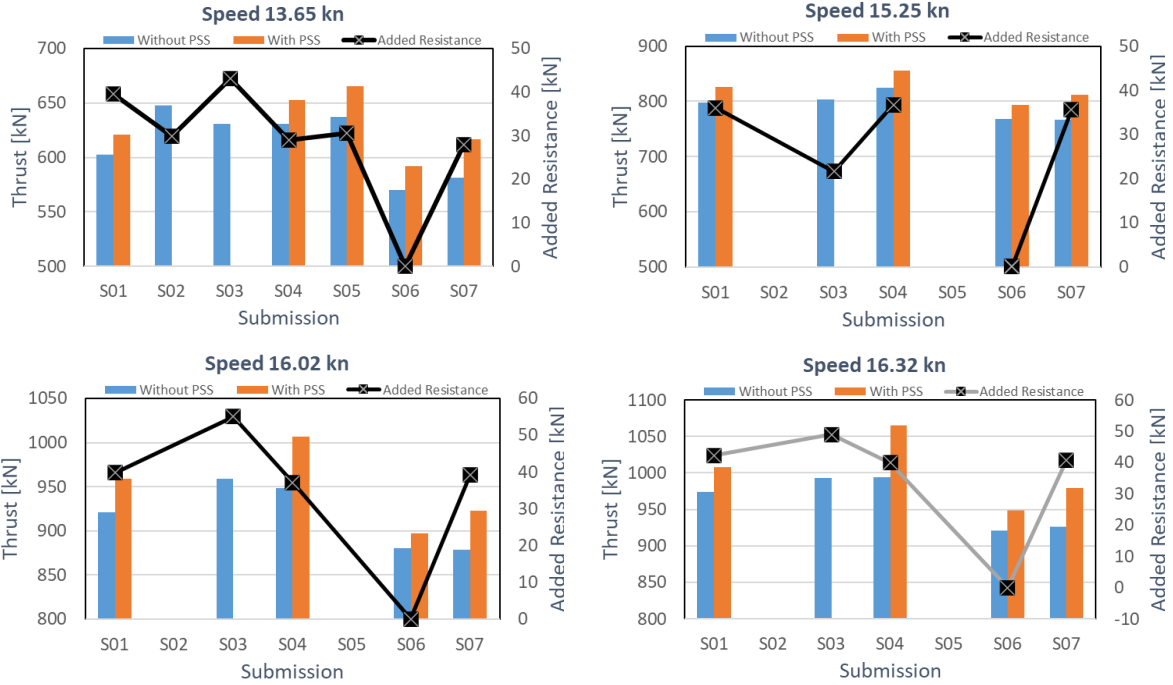 Speed 13.65 kn
Without PSS With PSS Added Resistance
700
650
600
550
500
50
40
30
20
10
0
Thrust [kN]
Added Resistance [kN]
S01 S02 S03 S04 S05 S06 S07
Submission
Speed 15.25 kn
Without PSS With PSS Added Resistance
900
800
700
600
500
50
40
30
20
10
0
Thrust [kN]
Added Resistance [kN]
S01 S02 S03 S04 S05 S06 S07
Submission
Speed 16.02 kn
Without PSS With PSS Added Resistance
1050
1000
950
900
850
800
60
50
40
30
20
10
0
Thrust [kN]
Added Resistance [kN]
S01 S02 S03 S04 S05 S06 S07
Submission
Speed 16.32 kn
Without PSS With PSS Added Resistance
1100
1050
1000
950
900
850
800
60
50
40
30
20
10
0
-10
Thrust [kN]
Added Resistance [kN]
S01 S02 S03 S04 S05 S06 S07
Submission